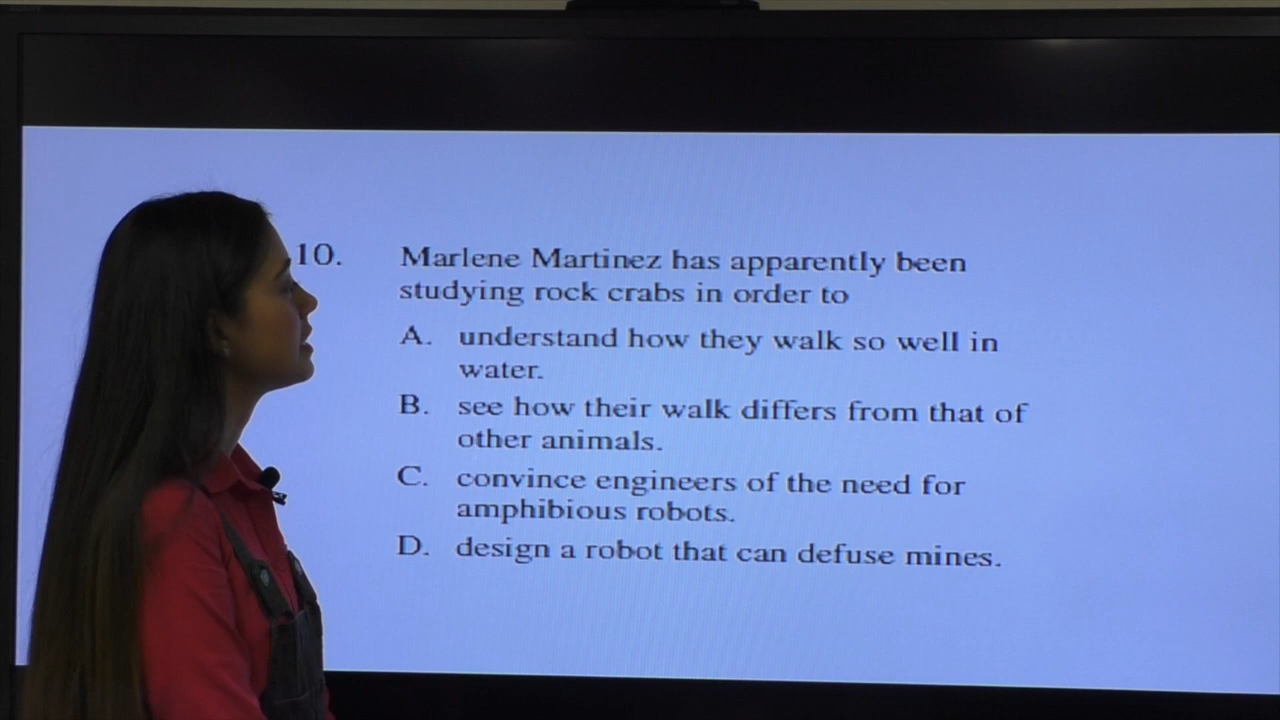 10. Marlene Martinez has apparently been
studying rock crabs in order to
A. understand how they walk so well in
water.
B. see how their walk differs from that of
other animals.
C. convince engineers of the need for
amphibious robots.
D. design a robot that can defuse mines.